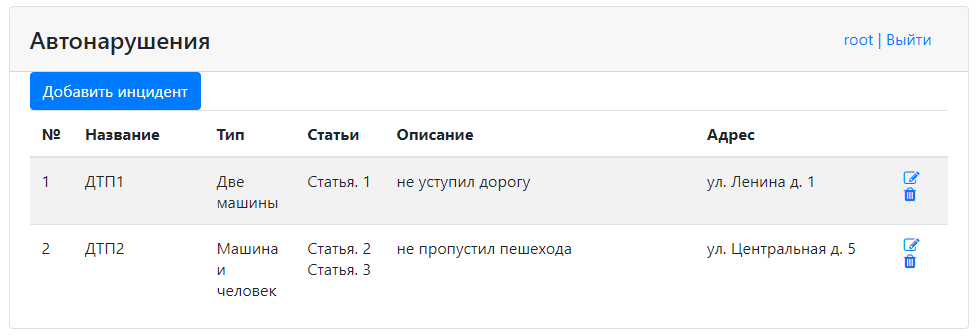 Автонарушения
root | Выйти
Добавить инцидент
№ Название Тип Статьи Описание Адрес
1 ДТП1 Две Статья. 1 не уступил дорогу ул. Ленина д. 1
машины
2 ДТП2 Машина Статья. 2 не пропустил пешехода ул. Центральная д. 5
и Статья. 3
человек